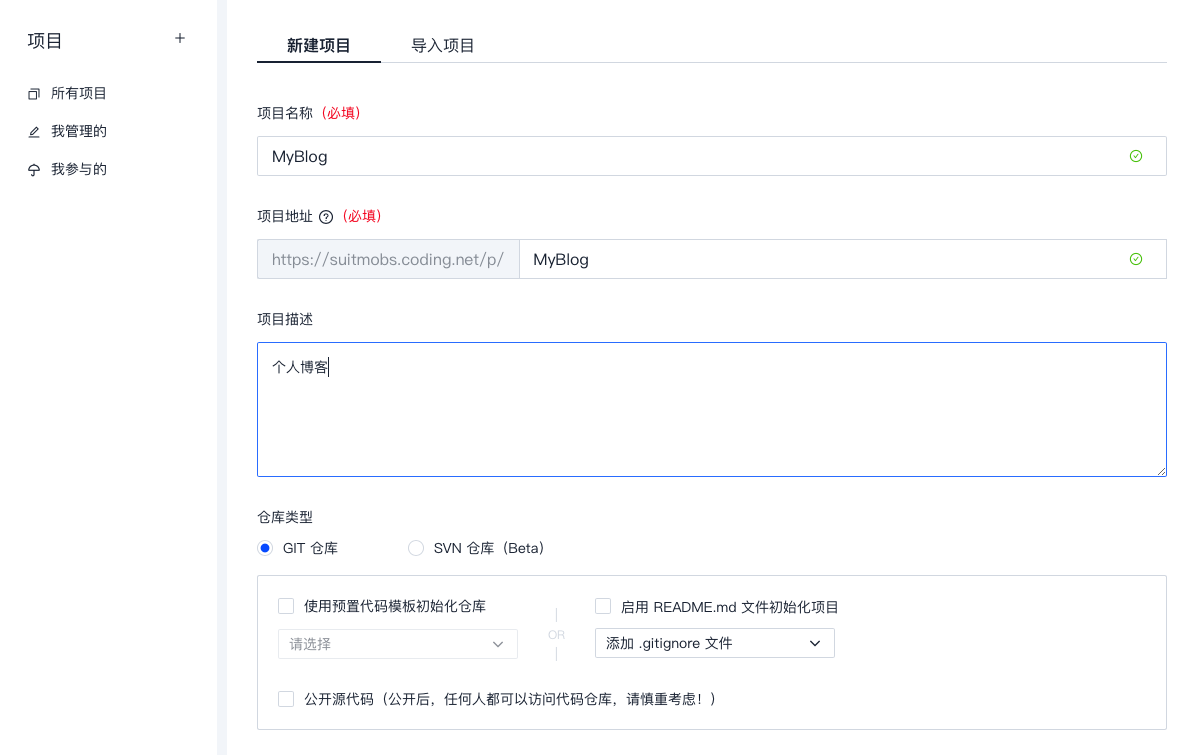 项目 +
所有项目
我管理的
我参与的
新建项目 导入项目
项目名称（必填）
MyBlog
项目地址 ?（必填）
https://suitmobs.coding.net/p/ MyBlog
项目描述
个人博客
仓库类型
GIT 仓库 SVN 仓库（Beta）
使用预置代码模板初始化仓库 启用 README.md 文件初始化项目
请选择 OR 添加 .gitignore 文件
公开源代码（公开后，任何人都可以访问代码仓库，请慎重考虑！）